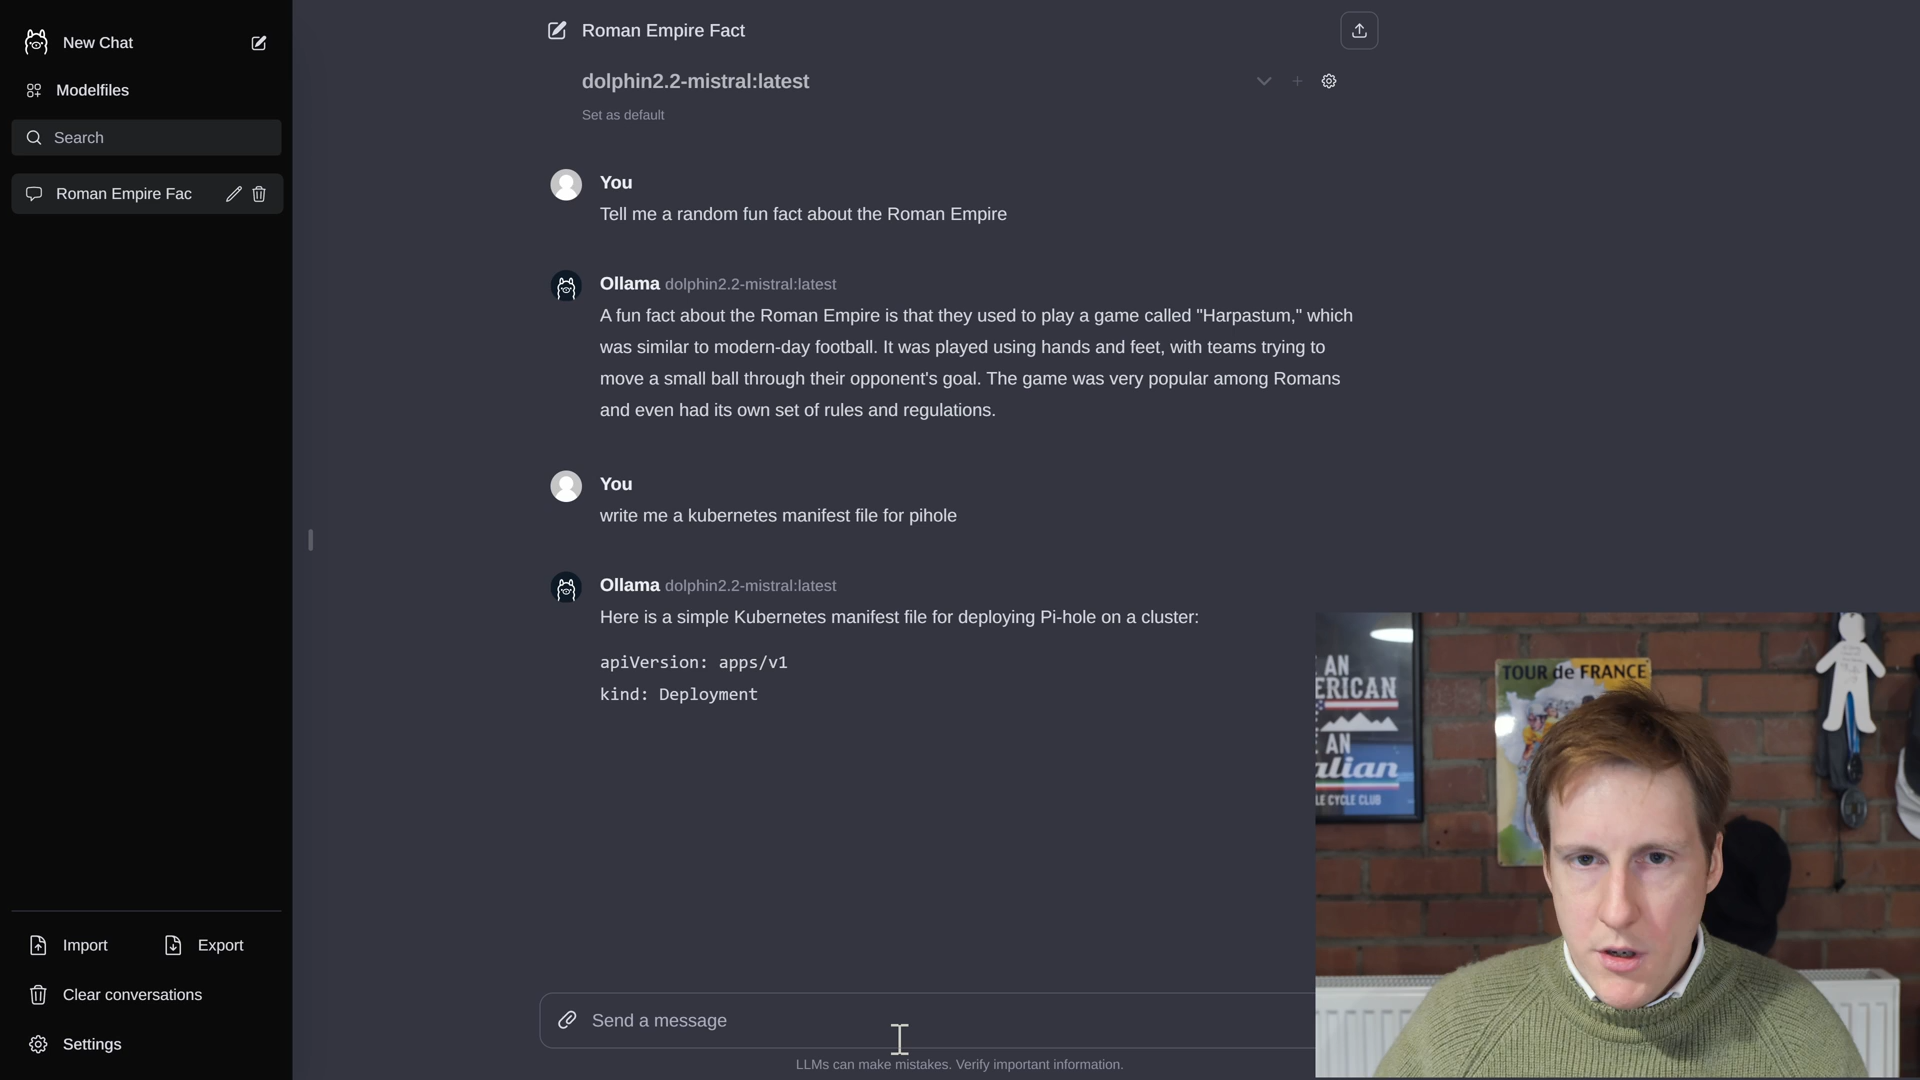 New Chat
Modelfiles
Search
Roman Empire Fac
Import
Export
Clear conversations
Settings
Roman Empire Fact
dolphin2.2-mistral:latest
Set as default
You
Tell me a random fun fact about the Roman Empire
Ollama dolphin2.2-mistral:latest
A fun fact about the Roman Empire is that they used to play a game called "Harpastum," which
was similar to modern-day football. It was played using hands and feet, with teams trying to
move a small ball through their opponent's goal. The game was very popular among Romans
and even had its own set of rules and regulations.
You
write me a kubernetes manifest file for pihole
Ollama dolphin2.2-mistral:latest
Here is a simple Kubernetes manifest file for deploying Pi-hole on a cluster:
apiVersion: apps/v1
kind: Deployment
Send a message
LLMs can make mistakes. Verify important information.
AN
ERICAN
AN
alian
LE CYCLE CLUB
TOUR de FRANCE